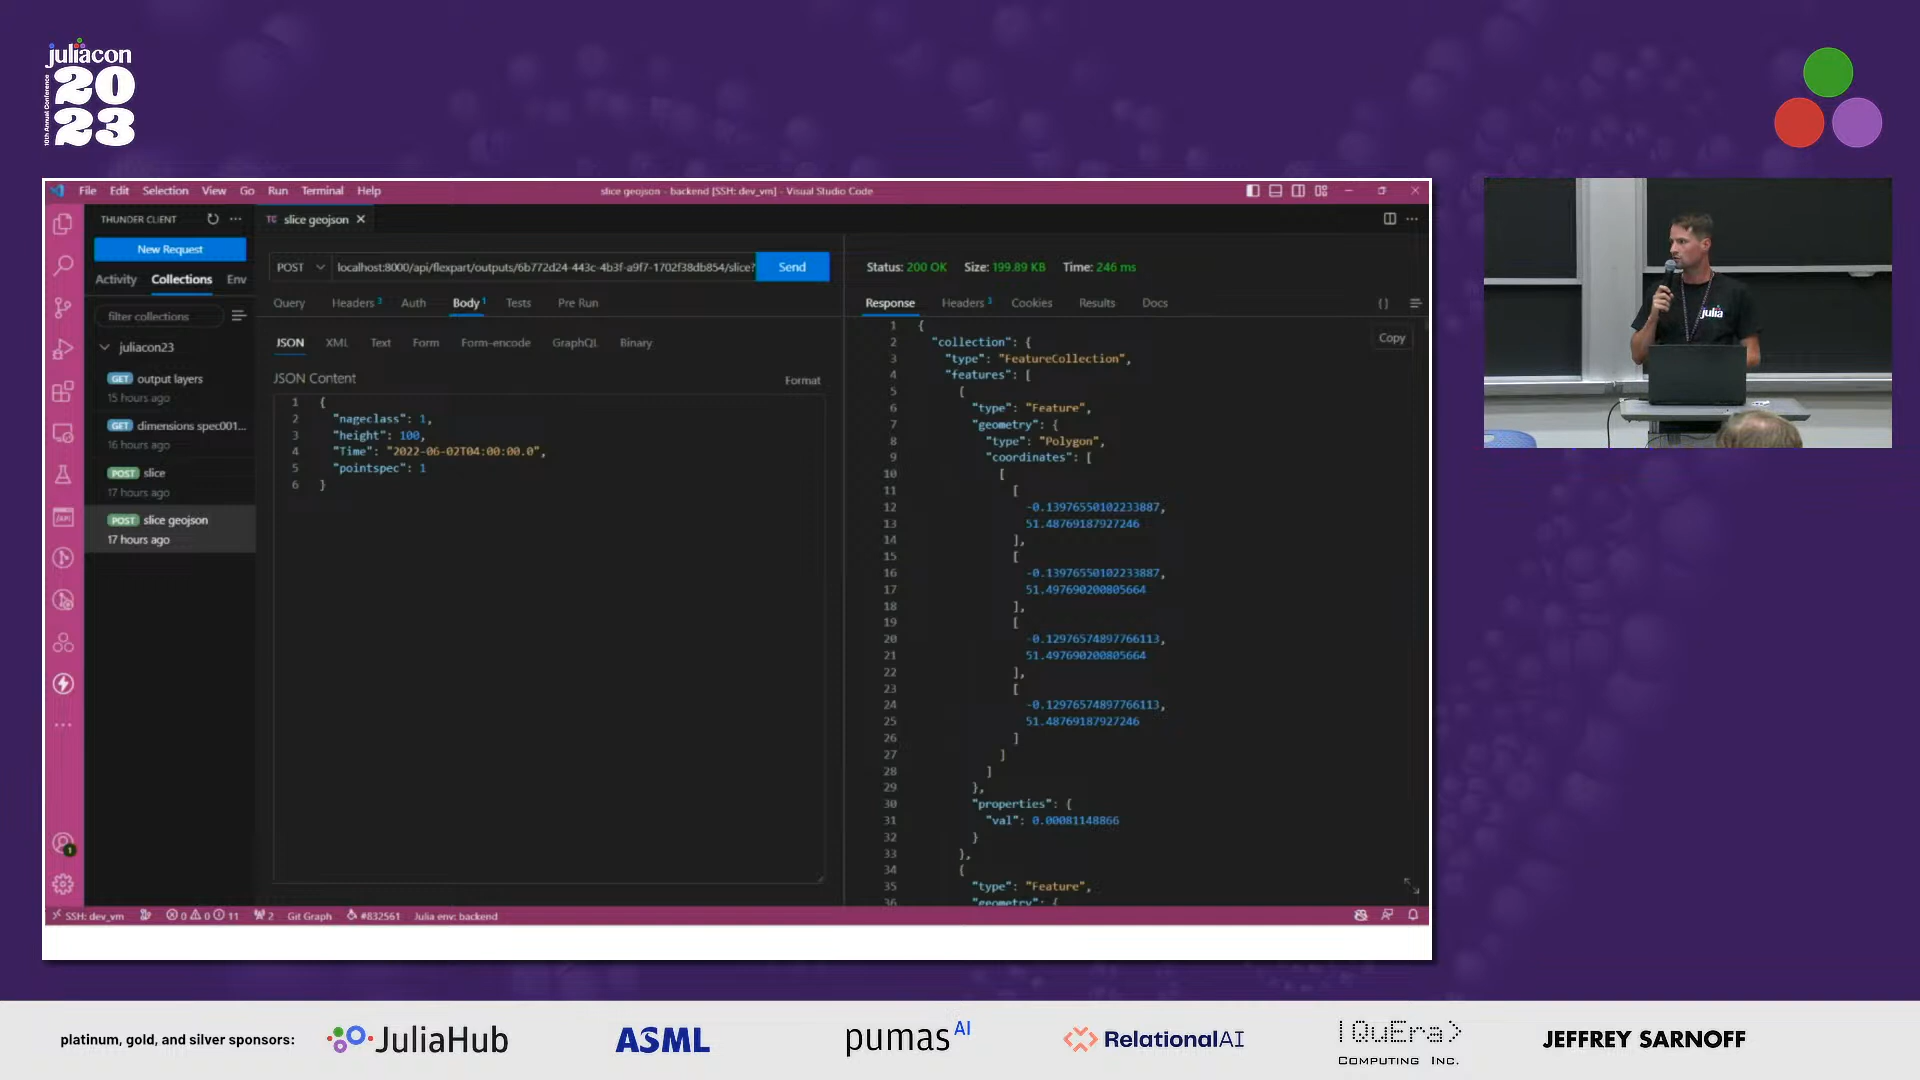 juliacon
2023
10th Annual Conference
File Edit Selection View Go Run Terminal Help
slice geojson - backend [SSH: dev_vm] - Visual Studio Code
THUNDER CLIENT
New Request
Activity Collections Env
filter collections
juliacon23
GET output layers
15 hours ago
GET dimensions spec001...
16 hours ago
POST slice
17 hours ago
POST slice geojson
17 hours ago
TC slice geojson
POST localhost:8000/api/flexpart/outputs/6b772d24-443c-4b3f-a9f7-1702f38db854/slice? Send
Query Headers 3 Auth Body 1 Tests Pre Run
JSON XML Text Form Form-encode GraphQL Binary
JSON Content
Format
1 {
2 "nageclass": 1,
3 "height": 100,
4 "Time": "2022-06-02T04:00:00.0",
5 "pointspec": 1
6 }
Status: 200 OK Size: 199.89 KB Time: 246 ms
Response Headers 3 Cookies Results Docs
{}
Copy
1 {
2 "collection": {
3 "type": "FeatureCollection",
4 "features": [
5 {
6 "type": "Feature",
7 "geometry": {
8 "type": "Polygon",
9 "coordinates": [
10 [
11 [
12 -0.13976550102233887,
13 51.48769187927246
14 ],
15 [
16 -0.13976550102233887,
17 51.497690200805664
18 ],
19 [
20 -0.12976574897766113,
21 51.497690200805664
22 ],
23 [
24 -0.12976574897766113,
25 51.48769187927246
26 ]
27 ]
28 ]
29 },
30 "properties": {
31 "val": 0.00081148866
32 }
33 },
34 {
35 "type": "Feature",
36 "geometry": {
SSH: dev_vm 0 0 11 2 Git Graph #832561 Julia env: backend
julia
platinum, gold, and silver sponsors:
JuliaHub
ASML
pumas AI
RelationalAI
|QuEra>
COMPUTING INC.
JEFFREY SARNOFF